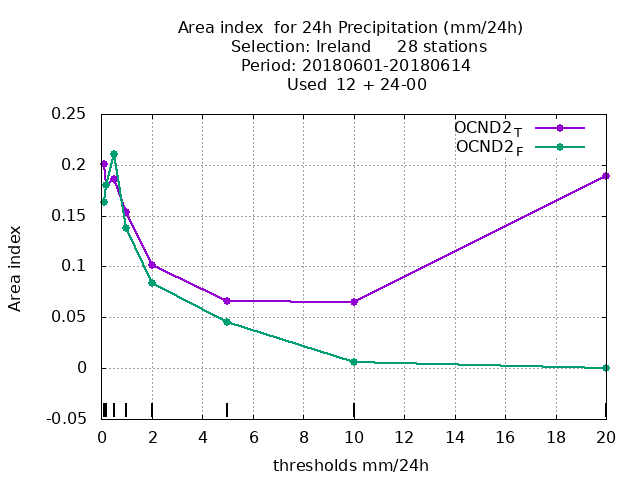 Area index  for 24h Precipitation (mm/24h)
Selection: Ireland     28 stations
Period: 20180601-20180614
Used  12 + 24-00
OCND2T
OCND2F
0.25
0.2
0.15
0.1
0.05
0
-0.05
Area index
0 2 4 6 8 10 12 14 16 18 20
thresholds mm/24h